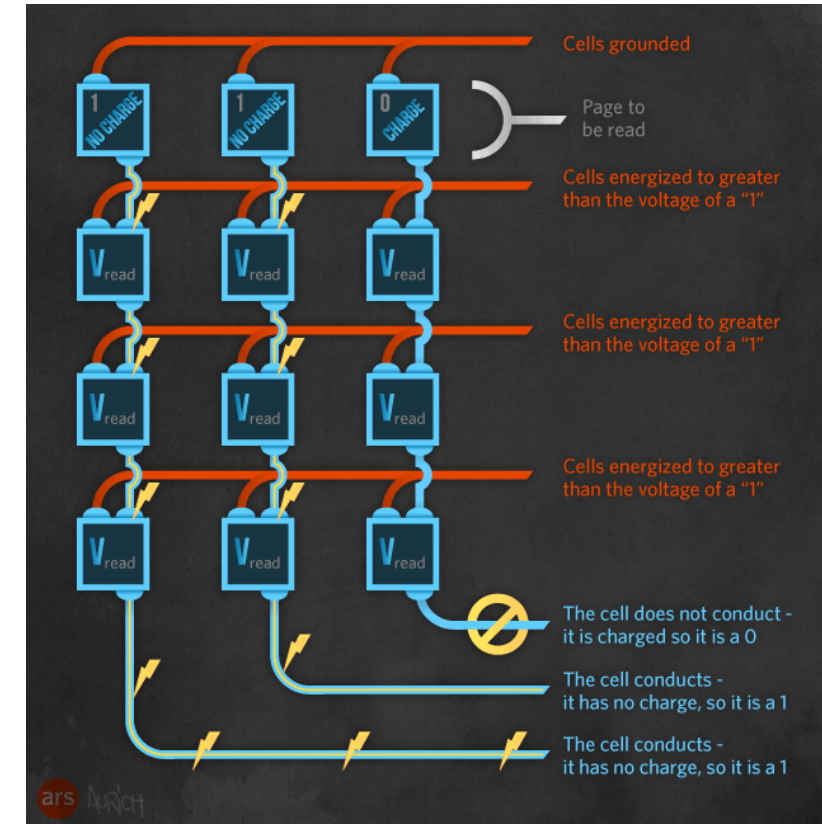 Cells grounded
1
NO CHARGE
1
NO CHARGE
0
CHARGE
Page to
be read
Cells energized to greater
than the voltage of a “1”
Vread
Vread
Vread
Cells energized to greater
than the voltage of a “1”
Vread
Vread
Vread
Cells energized to greater
than the voltage of a “1”
Vread
Vread
Vread
The cell does not conduct -
it is charged so it is a 0
The cell conducts -
it has no charge, so it is a 1
The cell conducts -
it has no charge, so it is a 1
ars
AURICH